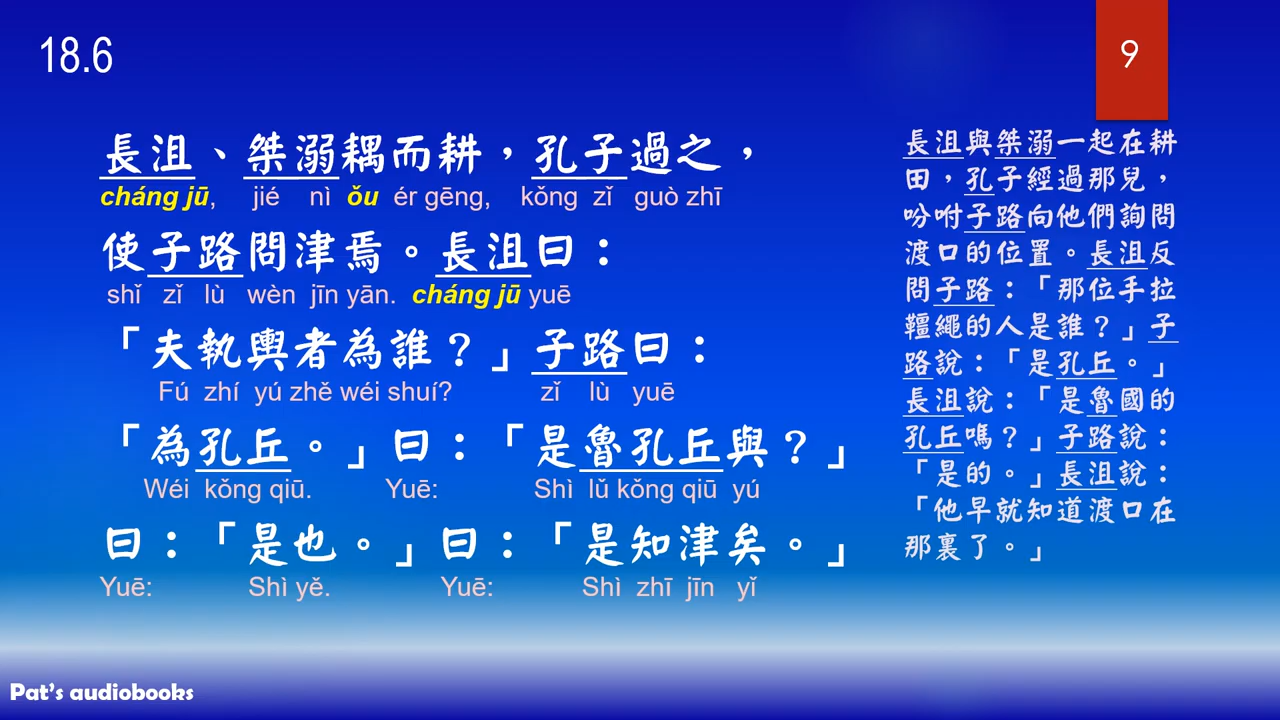 18.6
9
長沮、桀溺耦而耕，孔子過之，
cháng jū, jié nì ǒu ér gēng, kǒng zǐ guò zhī
使子路問津焉。長沮曰：
shǐ zǐ lù wèn jīn yān. cháng jū yuē
「夫執輿者為誰？」子路曰：
Fú zhí yú zhě wéi shuí? zǐ lù yuē
「為孔丘。」曰：「是魯孔丘與？」
Wéi kǒng qiū. Yuē: Shì lǔ kǒng qiū yú
曰：「是也。」曰：「是知津矣。」
Yuē: Shì yě. Yuē: Shì zhī jīn yǐ
長沮與桀溺一起在耕
田，孔子經過那兒，
吩咐子路向他們詢問
渡口的位置。長沮反
問子路：「那位手拉
韁繩的人是誰？」子
路說：「是孔丘。」
長沮說：「是魯國的
孔丘嗎？」子路說：
「是的。」長沮說：
「他早就知道渡口在
那裏了。」
Pat's audiobooks